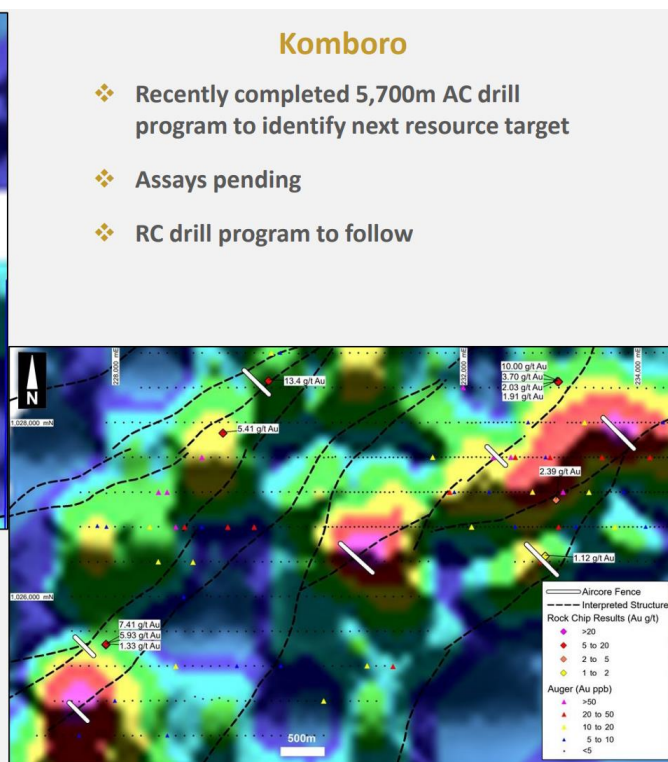 Komboro
Recently completed 5,700m AC drill
program to identify next resource target
Assays pending
RC drill program to follow
N
228,000 mE
232,000 mE
234,000 mE
10.00 g/t Au
3.70 g/t Au
2.03 g/t Au
1.91 g/t Au
13.4 g/t Au
1,028,000 mN
5.41 g/t Au
2.39 g/t Au
1.12 g/t Au
1,026,000 mN
7.41 g/t Au
5.93 g/t Au
1.33 g/t Au
Aircore Fence
Interpreted Structure
Rock Chip Results (Au g/t)
>20
5 to 20
2 to 5
1 to 2
Auger (Au ppb)
>50
20 to 50
10 to 20
5 to 10
<5
500m